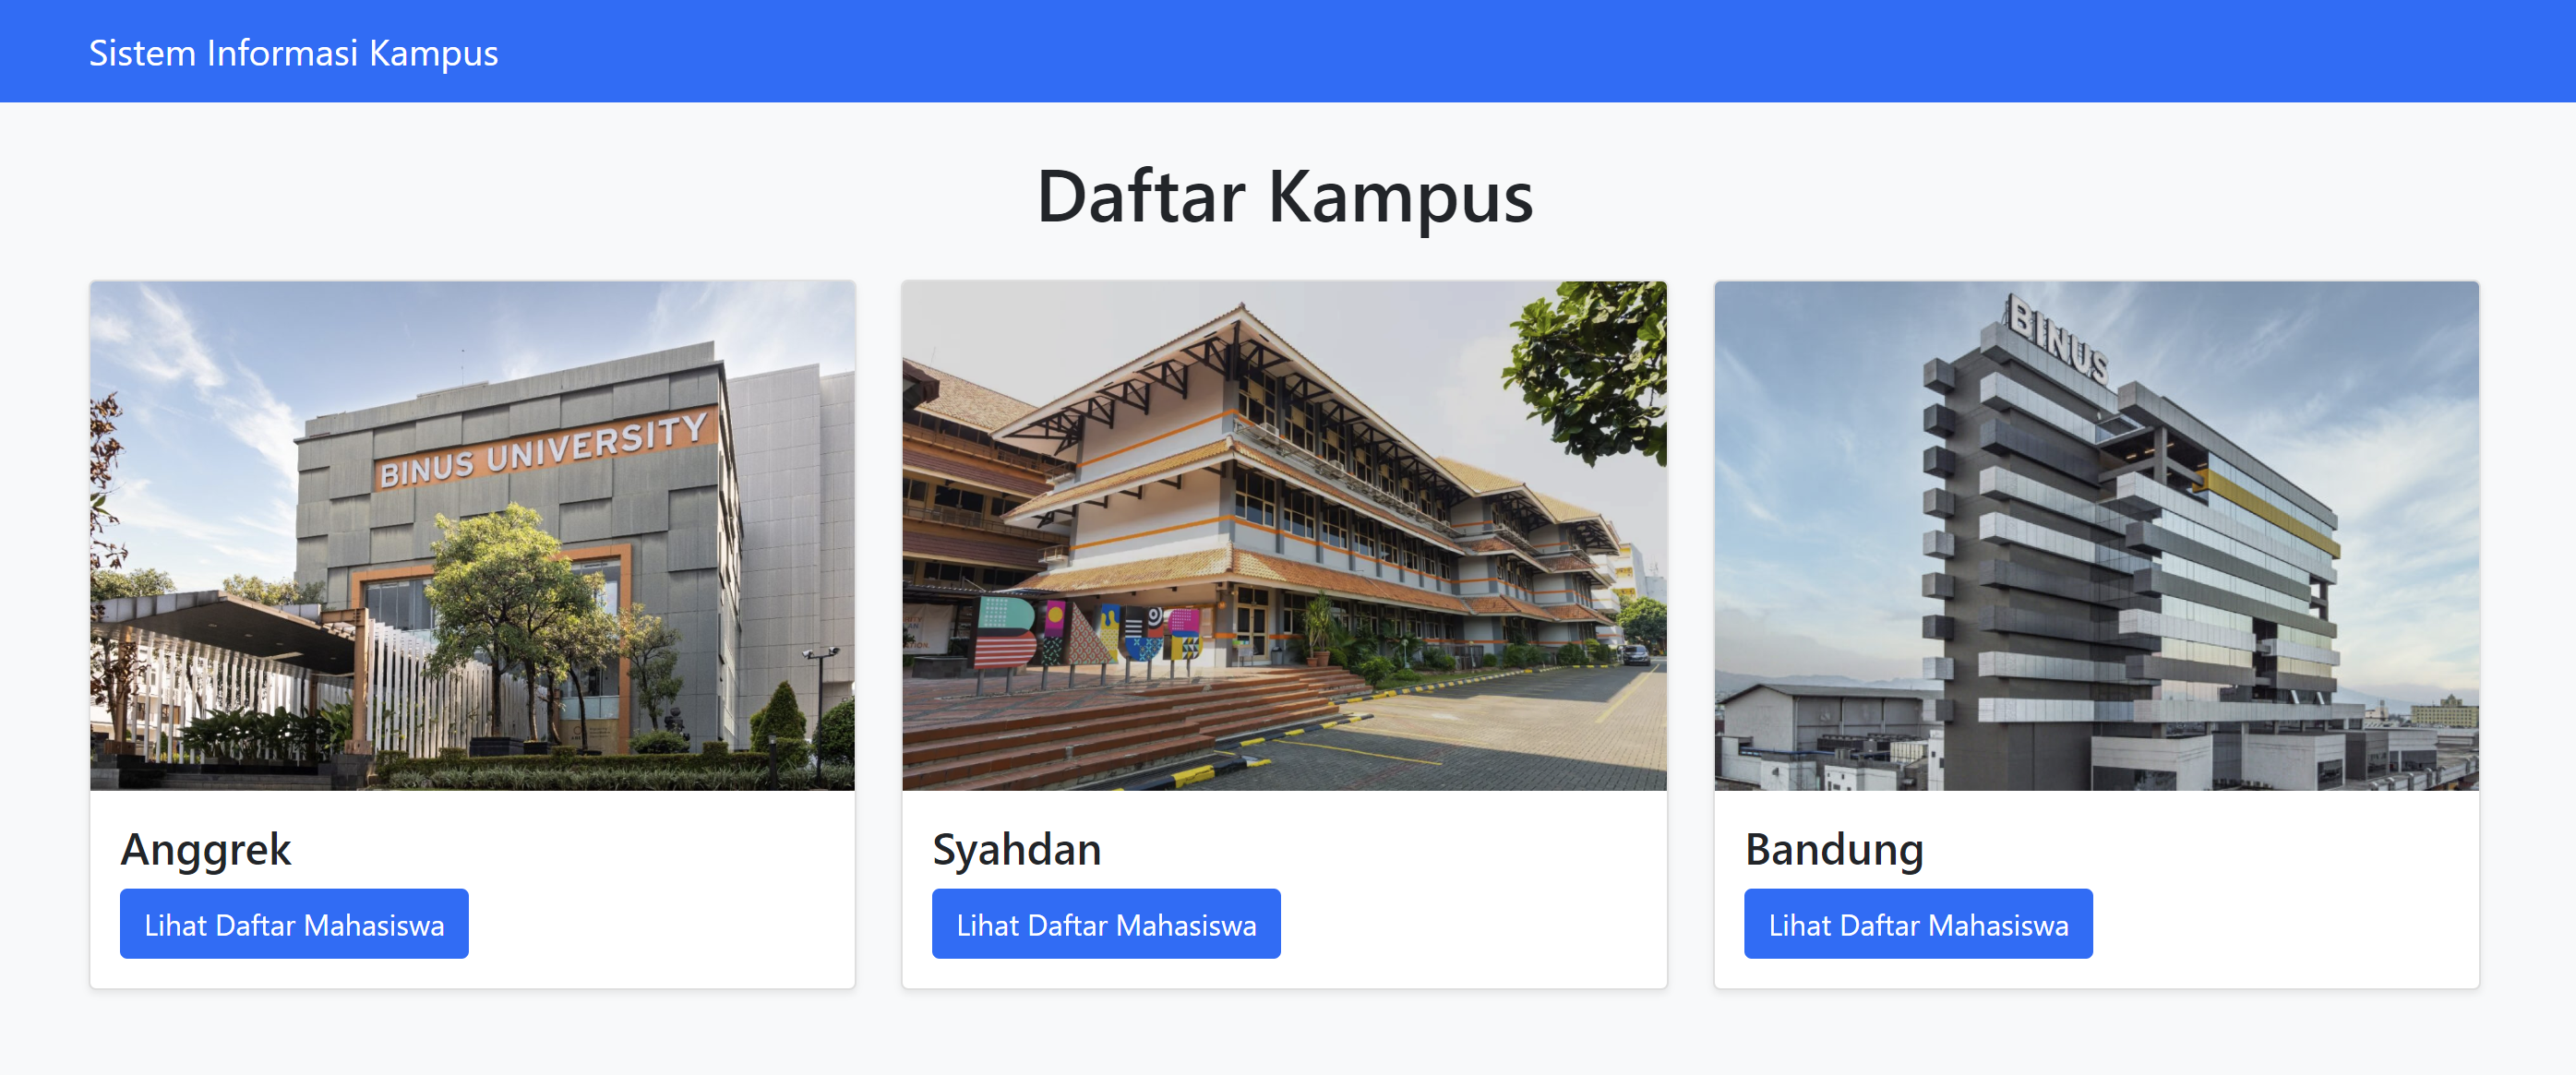 Sistem Informasi Kampus
Daftar Kampus
BINUS UNIVERSITY
BINUS
BINUS
Anggrek
Syahdan
Bandung
Lihat Daftar Mahasiswa
Lihat Daftar Mahasiswa
Lihat Daftar Mahasiswa